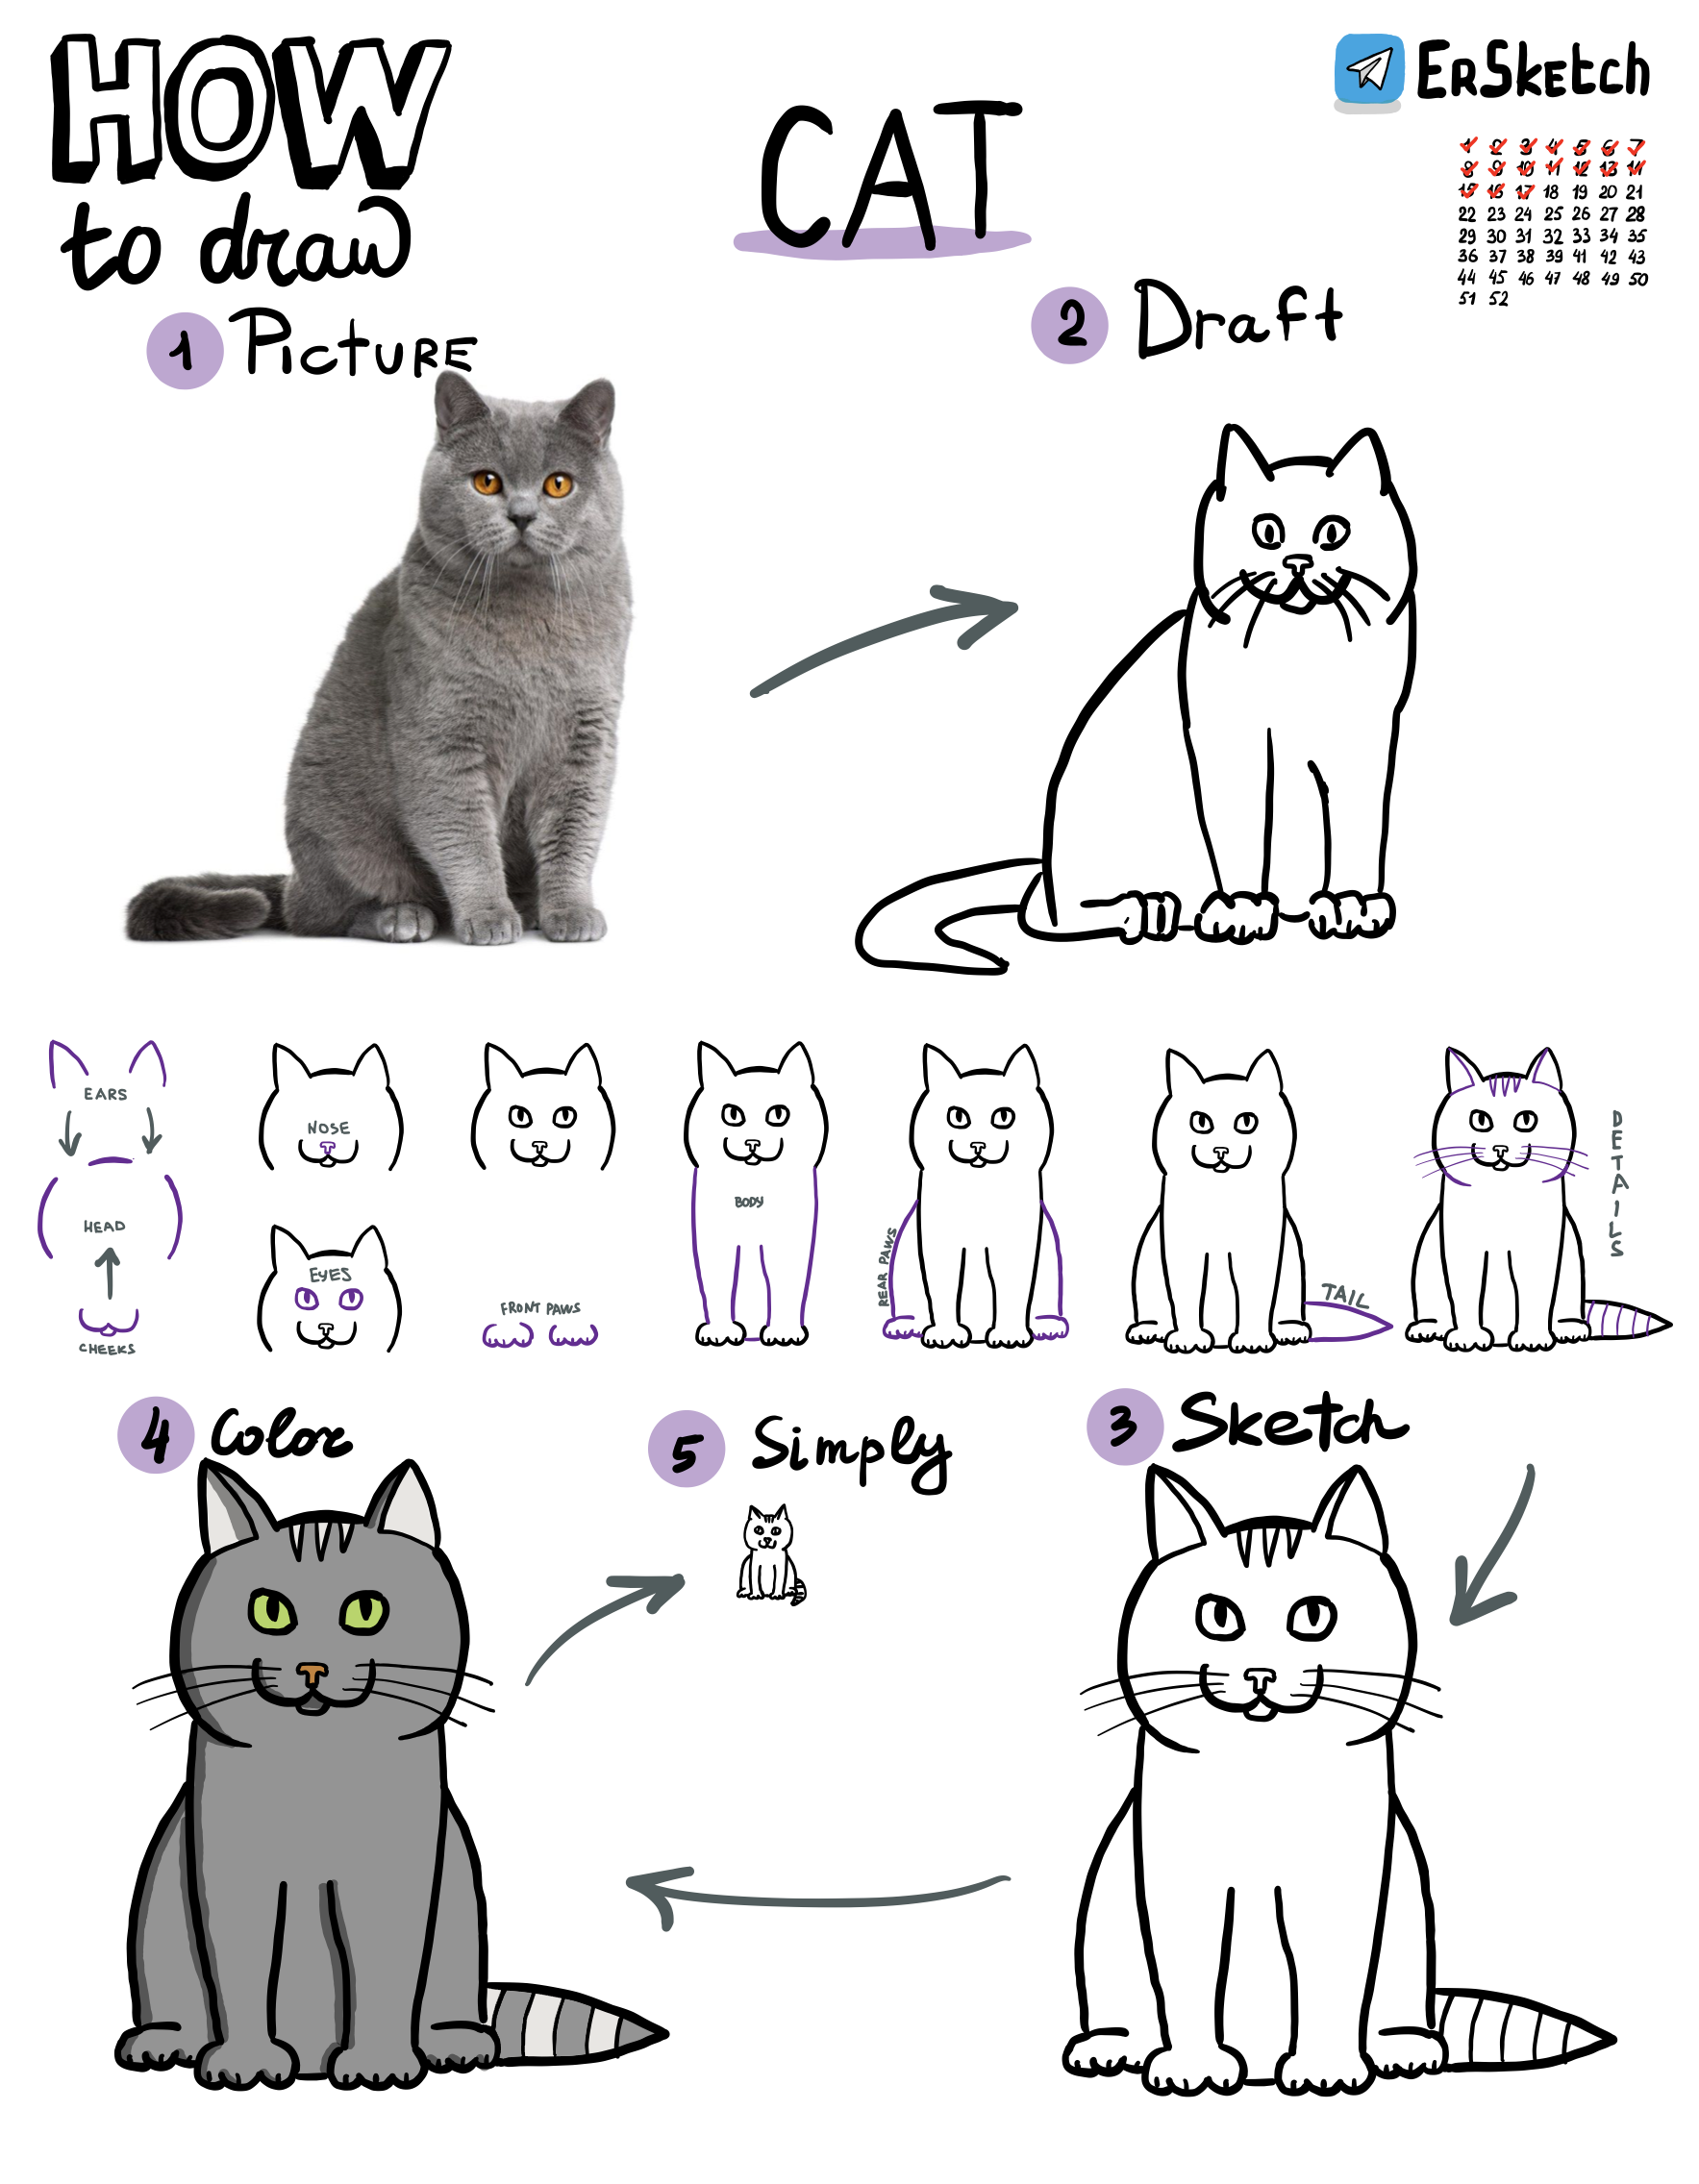 HOW
to draw
CAT
ERSketch
1 2 3 4 5 6 7
8 9 10 11 12 13 14
15 16 17 18 19 20 21
22 23 24 25 26 27 28
29 30 31 32 33 34 35
36 37 38 39 41 42 43
44 45 46 47 48 49 50
51 52
1 PicTURE
2 Draft
EARS
HEAD
CHEEKS
NOSE
EYES
FRONT PAWS
BODY
REAR PAWS
TAIL
DETAILS
4 Color
5 Simply
3 Sketch